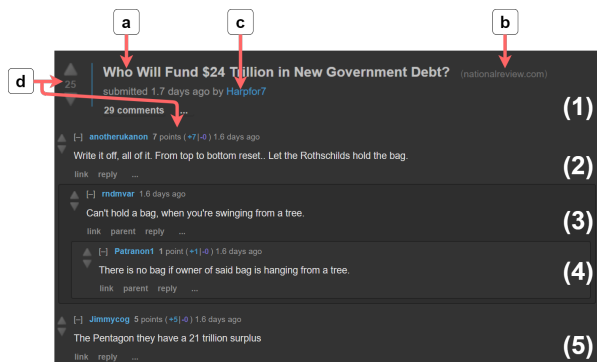 a
c
b
d
Who Will Fund $24 Trillion in New Government Debt? (nationalreview.com)
25
submitted 1.7 days ago by Harpfor7
29 comments ...
(1)
[–] anotherukanon 7 points (+7|-0) 1.6 days ago
Write it off, all of it. From top to bottom reset.. Let the Rothschilds hold the bag.
(2)
link reply ...
[–] rndmvar 1.6 days ago
Can't hold a bag, when you're swinging from a tree.
(3)
link parent reply ...
[–] Patranon1 1 point (+1|-0) 1.6 days ago
There is no bag if owner of said bag is hanging from a tree.
(4)
link parent reply ...
[–] Jimmycog 5 points (+5|-0) 1.6 days ago
The Pentagon they have a 21 trillion surplus
(5)
link reply ...